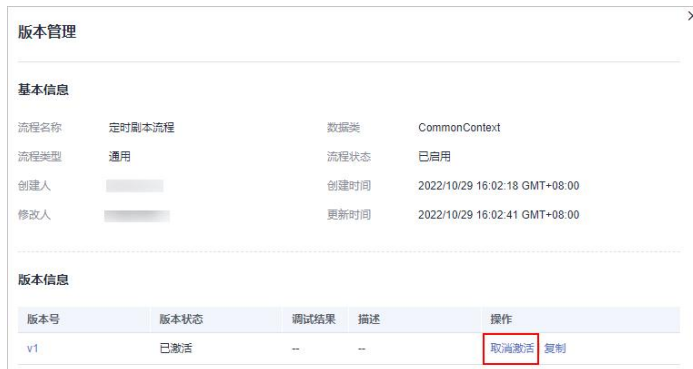 版本管理
基本信息
流程名称 定时剧本流程 数据类 CommonContext
流程类型 通用 流程状态 已启用
创建人 创建时间 2022/10/29 16:02:18 GMT+08:00
修改人 更新时间 2022/10/29 16:02:41 GMT+08:00
版本信息
版本号 版本状态 调试结果 描述 操作
v1 已激活 -- -- 取消激活 复制